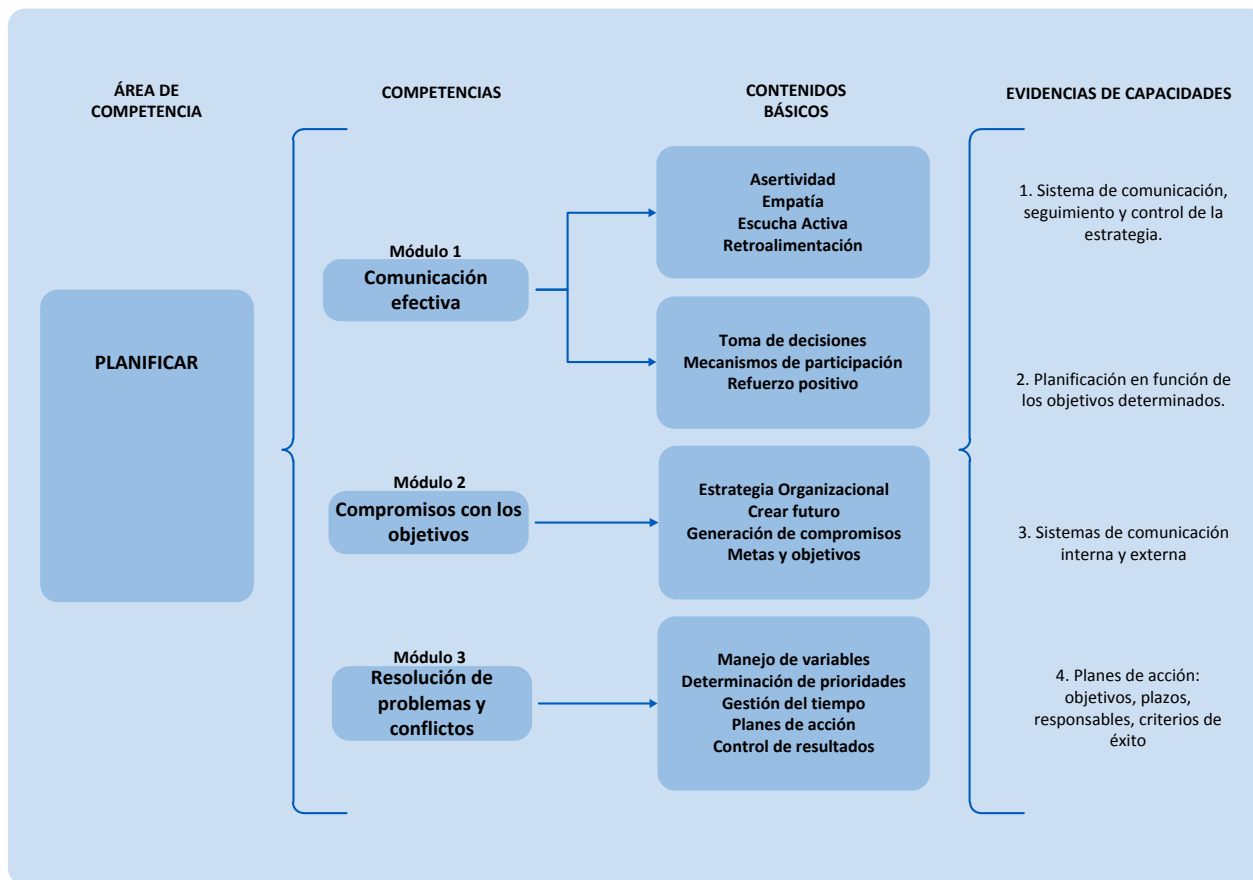 ÁREA DE
COMPETENCIA
COMPETENCIAS
CONTENIDOS
BÁSICOS
EVIDENCIAS DE CAPACIDADES
PLANIFICAR
Módulo 1
Comunicación
efectiva
Asertividad
Empatía
Escucha Activa
Retroalimentación
Toma de decisiones
Mecanismos de participación
Refuerzo positivo
Módulo 2
Compromisos con los
objetivos
Estrategia Organizacional
Crear futuro
Generación de compromisos
Metas y objetivos
Módulo 3
Resolución de
problemas y
conflictos
Manejo de variables
Determinación de prioridades
Gestión del tiempo
Planes de acción
Control de resultados
1. Sistema de comunicación,
seguimiento y control de la
estrategia.
2. Planificación en función de
los objetivos determinados.
3. Sistemas de comunicación
interna y externa
4. Planes de acción:
objetivos, plazos,
responsables, criterios de
éxito